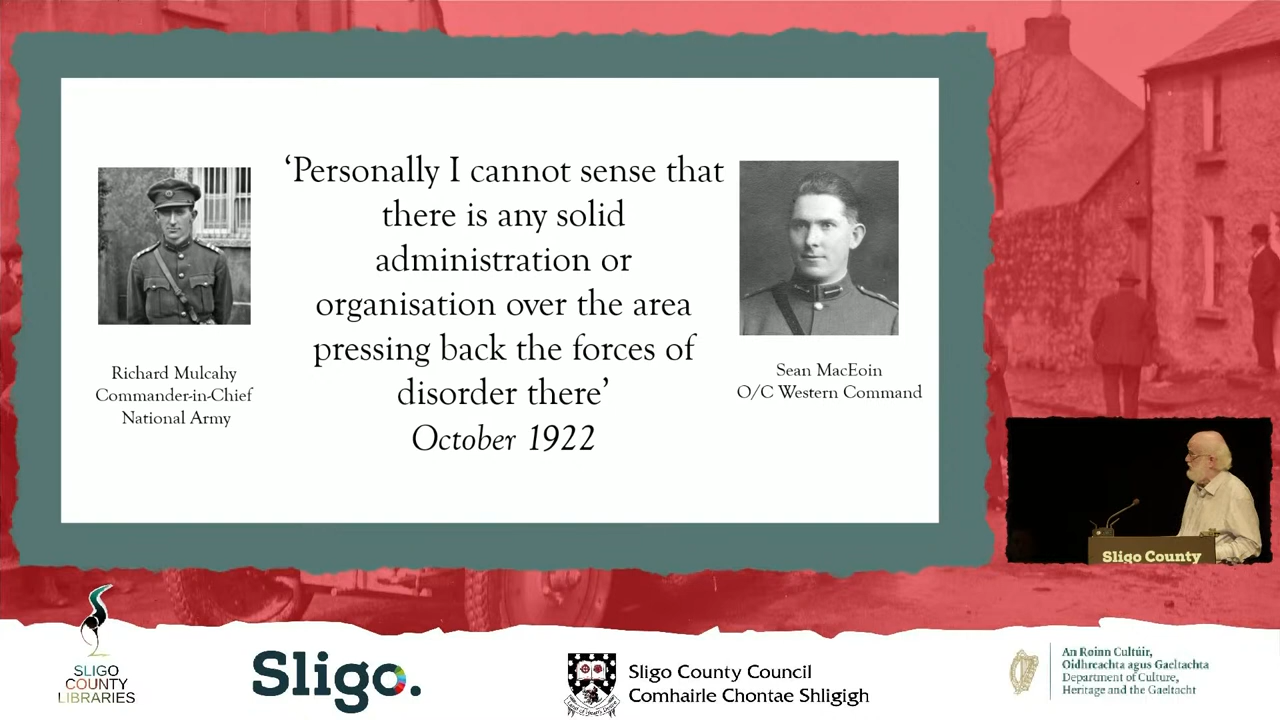 ‘Personally I cannot sense that
there is any solid
administration or
organisation over the area
pressing back the forces of
disorder there’
October 1922
Richard Mulcahy
Commander-in-Chief
National Army
Sean MacEoin
O/C Western Command
Sligo County
SLIGO
COUNTY
LIBRARIES
Sligo.
Sligo County Council
Comhairle Chontae Shligigh
An Roinn Cultúir,
Oidhreachta agus Gaeltachta
Department of Culture,
Heritage and the Gaeltacht